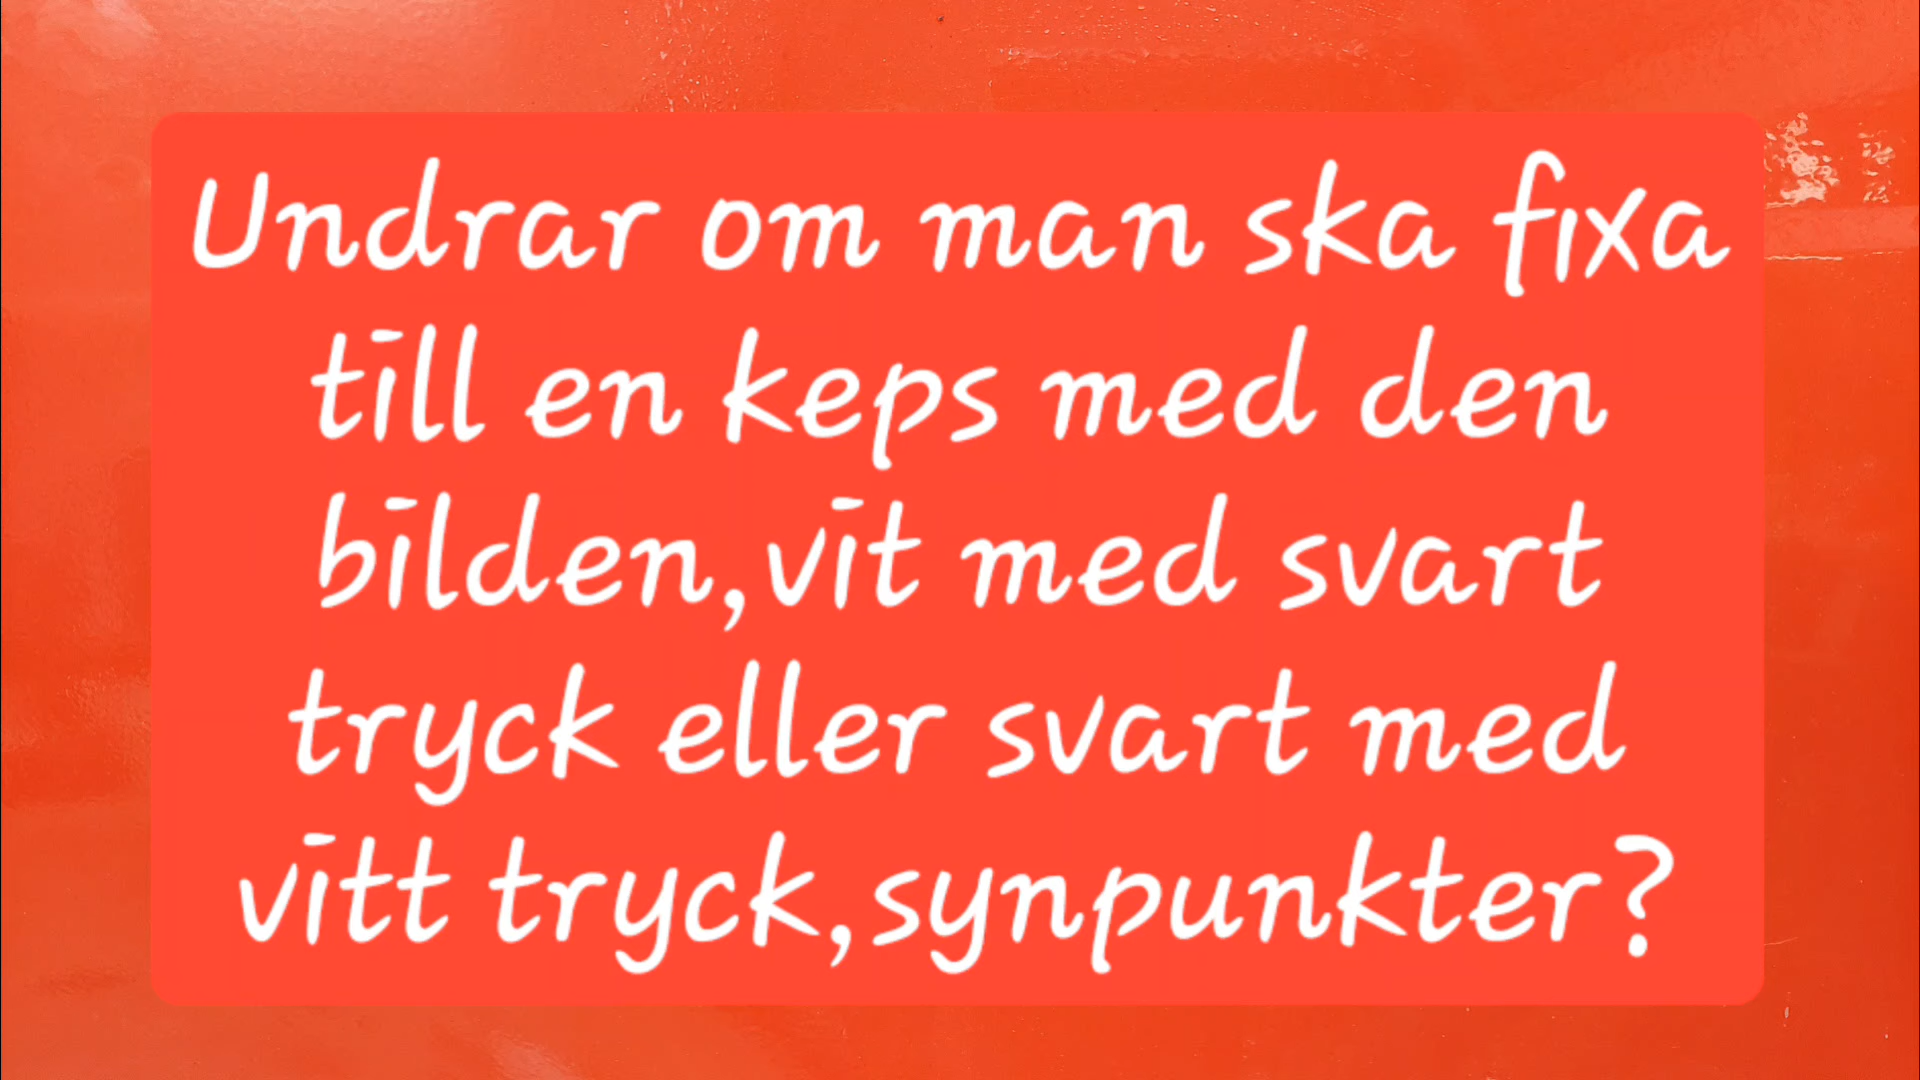 Undrar om man ska fixa
till en keps med den
bilden,vit med svart
tryck eller svart med
vitt tryck,synpunkter?